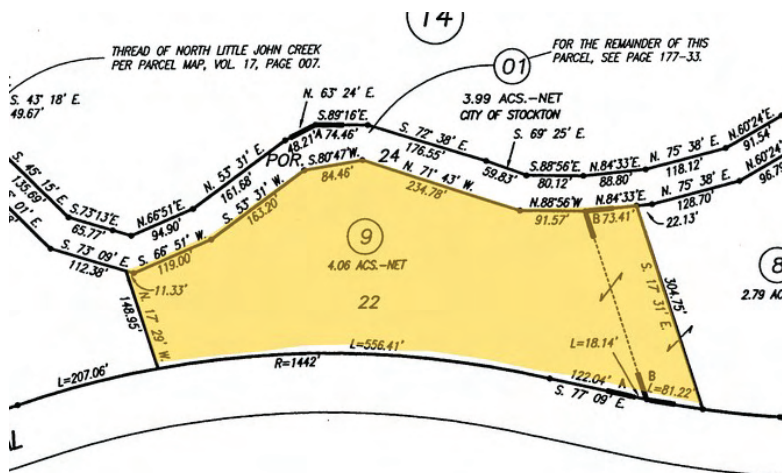 14
THREAD OF NORTH LITTLE JOHN CREEK
PER PARCEL MAP, VOL. 17, PAGE 007.
FOR THE REMAINDER OF THIS
PARCEL, SEE PAGE 177-33.
01
3.99 ACS.-NET
CITY OF STOCKTON
S. 43° 18' E.
49.67'
N. 63° 24' E.
48.21'
S.89°16'E.
A 74.46'
S. 72° 38' E.
176.55'
S. 69° 25' E.
59.83'
S.88°56'E.
80.12'
N.84°33'E.
88.80'
N. 75° 38' E.
118.12'
N.60°24'E.
91.54'
N.60°24'
96.79
S. 45° 15' E.
135.69'
S.73°13'E.
65.77'
N.66°51'E.
94.90'
N. 53° 31' E.
161.68'
POR.
S.80°47'W.
84.46'
24
N. 71° 43' W.
234.78'
N.88°56'W
91.57'
N.84°33'E.
B 73.41'
N. 75° 38' E.
128.70'
22.13'
01' E.
S. 73° 09' E.
112.38'
S. 66° 51' W.
119.00'
S. 53° 31' W.
163.20'
11.33'
N. 17° 29' W.
148.95'
9
4.06 ACS.-NET
22
S. 17° 31' E.
304.75'
8
2.79 AC
L=207.06'
L=556.41'
R=1442'
L=18.14'
122.04'
A
B
L=81.22'
S. 77° 09' E.
AL